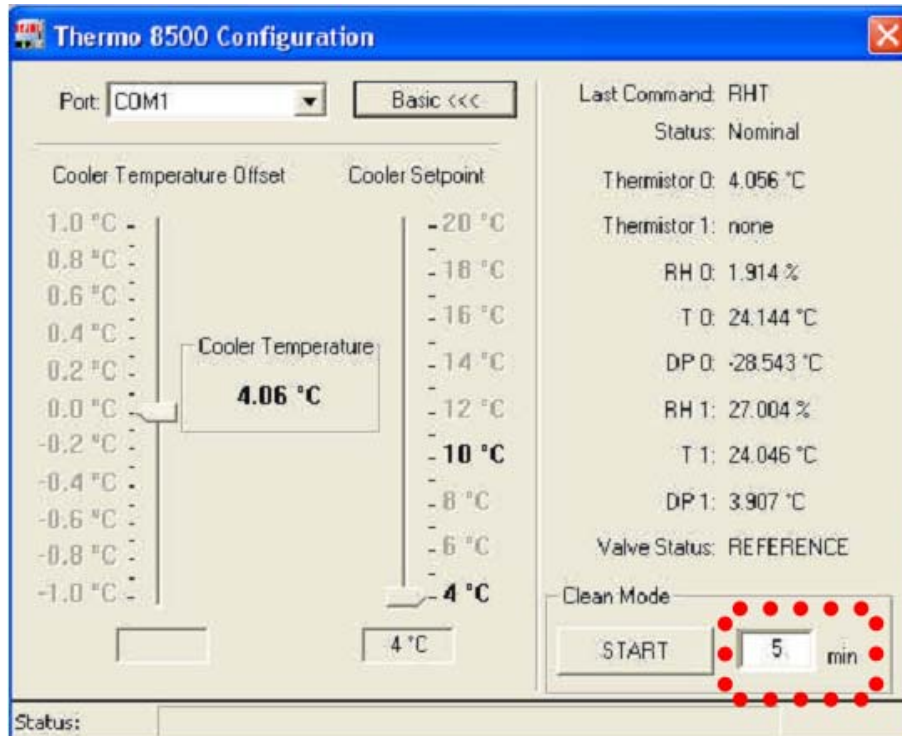 Thermo 8500 Configuration
Port: COM1
Basic <<<
Cooler Temperature Offset
Cooler Setpoint
1.0 °C
0.8 °C
0.6 °C
0.4 °C
0.2 °C
0.0 °C
-0.2 °C
-0.4 °C
-0.6 °C
-0.8 °C
-1.0 °C
Cooler Temperature
4.06 °C
20 °C
18 °C
16 °C
14 °C
12 °C
10 °C
8 °C
6 °C
4 °C
4 °C
Last Command: RHT
Status: Nominal
Thermistor 0: 4.056 °C
Thermistor 1: none
RH 0: 1.914 %
T 0: 24.144 °C
DP 0: -28.543 °C
RH 1: 27.004 %
T 1: 24.046 °C
DP 1: 3.907 °C
Valve Status: REFERENCE
Clean Mode
START
5 min
Status: